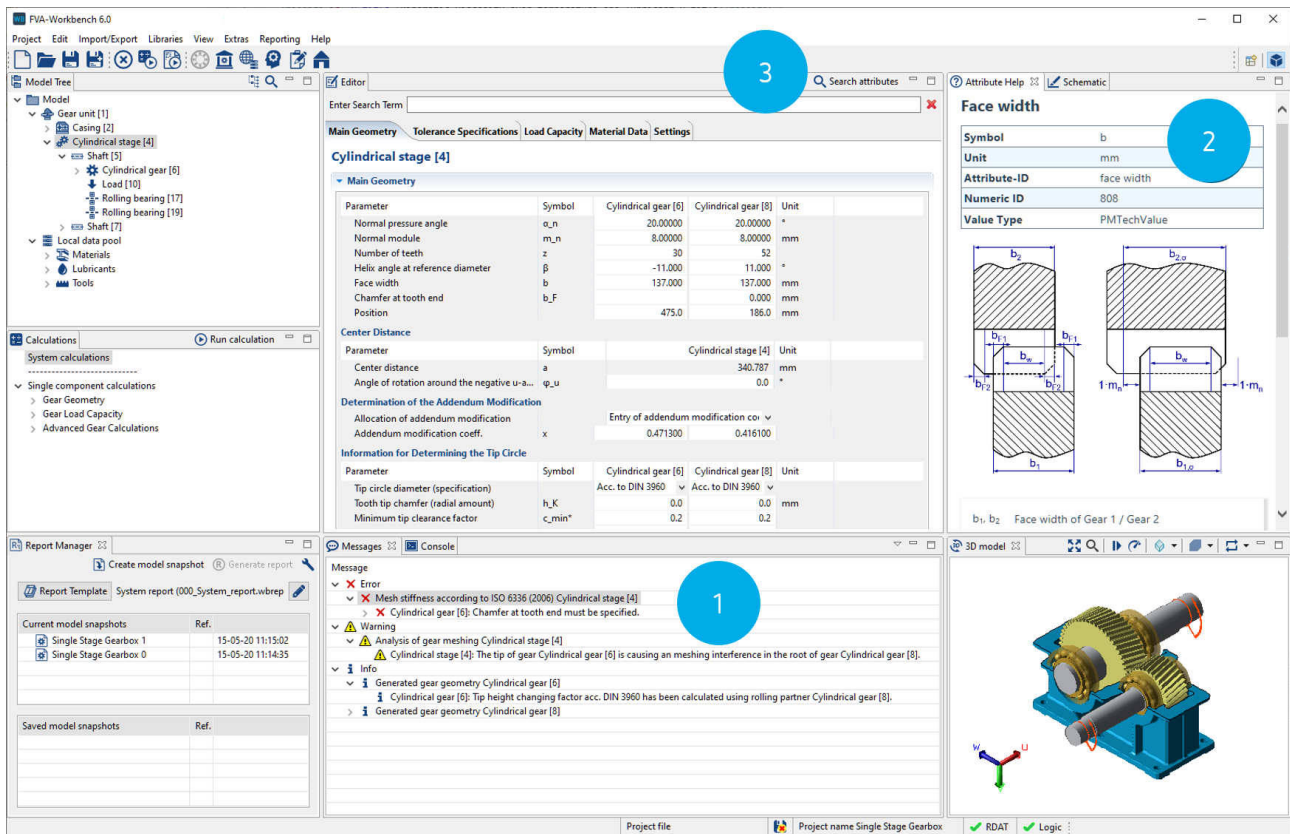 FVA-Workbench 6.0
Project Edit Import/Export Libraries View Extras Reporting Help
Model Tree
Model
Gear unit [1]
Casing [2]
Cylindrical stage [4]
Shaft [5]
Cylindrical gear [6]
Load [10]
Rolling bearing [17]
Rolling bearing [19]
Shaft [7]
Local data pool
Materials
Lubricants
Tools
Calculations Run calculation
System calculations
----------------------------
Single component calculations
Gear Geometry
Gear Load Capacity
Advanced Gear Calculations
Report Manager
Create model snapshot Generate report
Report Template System report (000_System_report.wbrep
Current model snapshots Ref.
Single Stage Gearbox 1 15-05-20 11:15:02
Single Stage Gearbox 0 15-05-20 11:14:35
Saved model snapshots Ref.
Editor Search attributes
3
Enter Search Term
Main Geometry Tolerance Specifications Load Capacity Material Data Settings
Cylindrical stage [4]
Main Geometry
Parameter Symbol Cylindrical gear [6] Cylindrical gear [8] Unit
Normal pressure angle α_n 20.00000 20.00000 °
Normal module m_n 8.00000 8.00000 mm
Number of teeth z 30 52
Helix angle at reference diameter β -11.000 11.000 °
Face width b 137.000 137.000 mm
Chamfer at tooth end b_F 0.000 mm
Position 475.0 186.0 mm
Center Distance
Parameter Symbol Cylindrical stage [4] Unit
Center distance a 340.787 mm
Angle of rotation around the negative u-a... φ_u 0.0 °
Determination of the Addendum Modification
Allocation of addendum modification Entry of addendum modification co
Addendum modification coeff. x 0.471300 0.416100
Information for Determining the Tip Circle
Parameter Symbol Cylindrical gear [6] Cylindrical gear [8] Unit
Tip circle diameter (specification) Acc. to DIN 3960 Acc. to DIN 3960
Tooth tip chamfer (radial amount) h_K 0.0 0.0 mm
Minimum tip clearance factor c_min* 0.2 0.2
Messages Console
Message
Error
Mesh stiffness according to ISO 6336 (2006) Cylindrical stage [4]
Cylindrical gear [6]: Chamfer at tooth end must be specified.
1
Warning
Analysis of gear meshing Cylindrical stage [4]
Cylindrical stage [4]: The tip of gear Cylindrical gear [6] is causing an meshing interference in the root of gear Cylindrical gear [8].
Info
Generated gear geometry Cylindrical gear [6]
Cylindrical gear [6]: Tip height changing factor acc. DIN 3960 has been calculated using rolling partner Cylindrical gear [8].
Generated gear geometry Cylindrical gear [8]
Attribute Help Schematic
Face width
2
Symbol b
Unit mm
Attribute-ID face width
Numeric ID 808
Value Type PMTechValue
b2 b2,σ
bF1 bF1
bw bw
bF2 bF2 1·mn 1·mn
b1 b1,σ
b1, b2 Face width of Gear 1 / Gear 2
3D model
w u
Project file Project name Single Stage Gearbox RDAT Logic